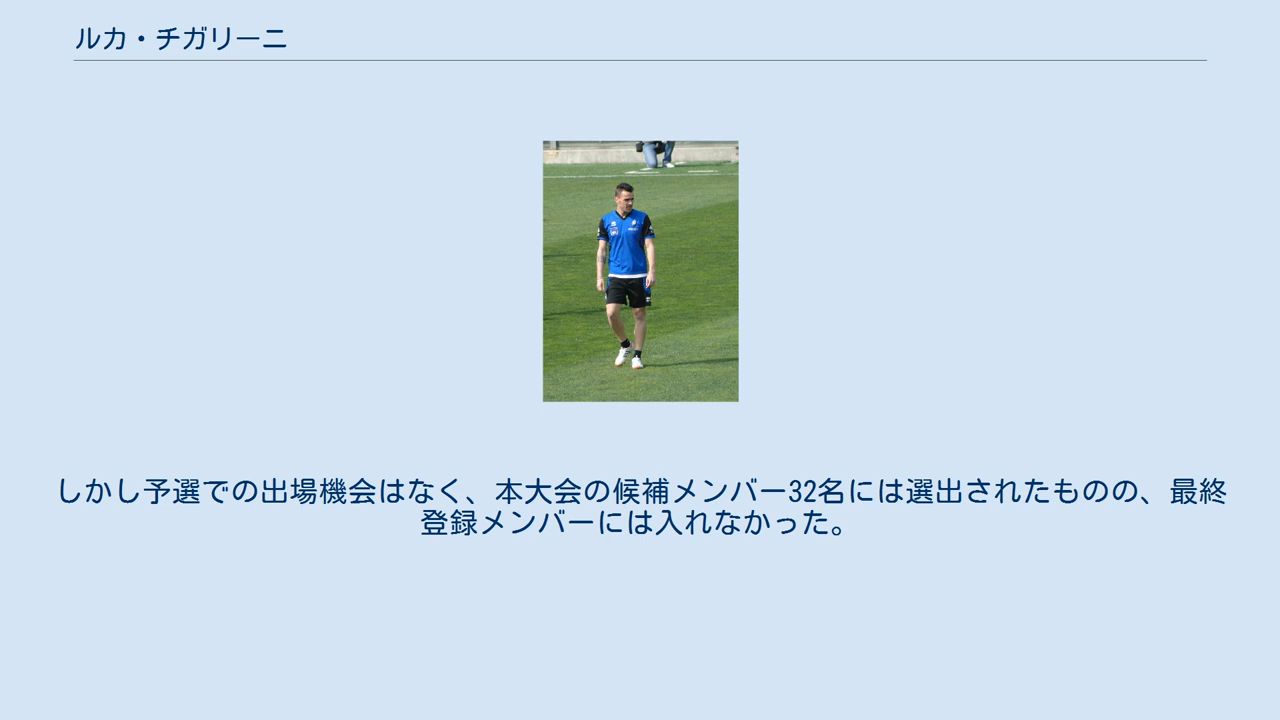 ルカ・チガリーニ
しかし予選での出場機会はなく、本大会の候補メンバー32名には選出されたものの、最終
登録メンバーには入れなかった。